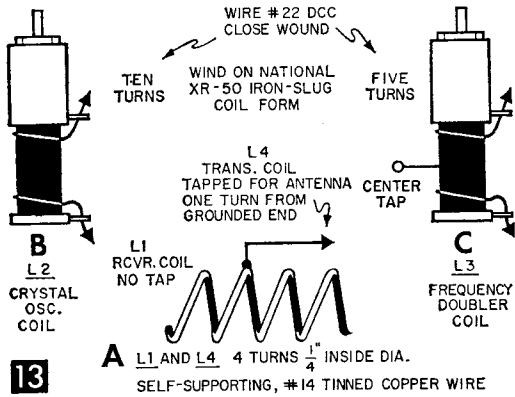 WIRE #22 DCC
CLOSE WOUND
TEN
TURNS
WIND ON NATIONAL
XR-50 IRON-SLUG
COIL FORM
FIVE
TURNS
L4
TRANS. COIL
TAPPED FOR ANTENNA
ONE TURN FROM
GROUNDED END
CENTER
TAP
B
L2
CRYSTAL
OSC.
COIL
L1
RCVR. COIL
NO TAP
C
L3
FREQUENCY
DOUBLER
COIL
A L1 AND L4 4 TURNS 1/4" INSIDE DIA.
SELF-SUPPORTING, #14 TINNED COPPER WIRE
13